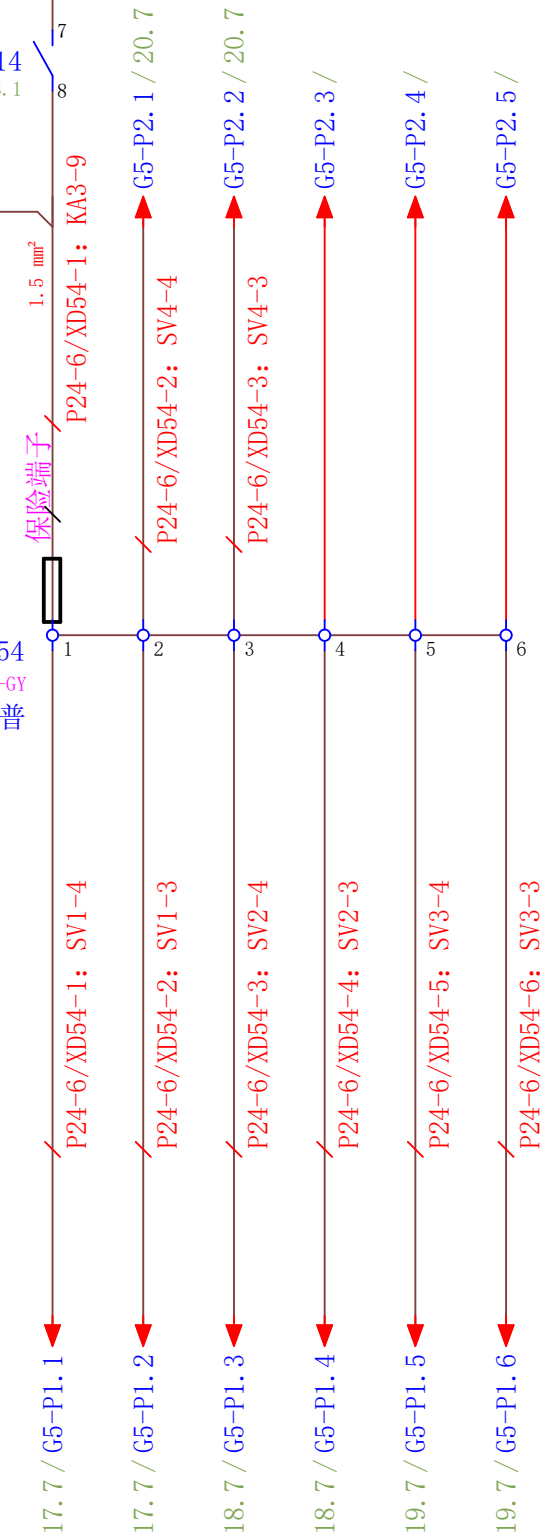 7
14
8
G5-P2.1 / 20.7
G5-P2.2 / 20.7
G5-P2.3 /
G5-P2.4 /
G5-P2.5 /
1.5 mm²
P24-6/XD54-1: KA3-9
P24-6/XD54-2: SV4-4
P24-6/XD54-3: SV4-3
保险端子
54
-GY
普
1
2
3
4
5
6
P24-6/XD54-1: SV1-4
P24-6/XD54-2: SV1-3
P24-6/XD54-3: SV2-4
P24-6/XD54-4: SV2-3
P24-6/XD54-5: SV3-4
P24-6/XD54-6: SV3-3
17.7 / G5-P1.1
17.7 / G5-P1.2
18.7 / G5-P1.3
18.7 / G5-P1.4
19.7 / G5-P1.5
19.7 / G5-P1.6